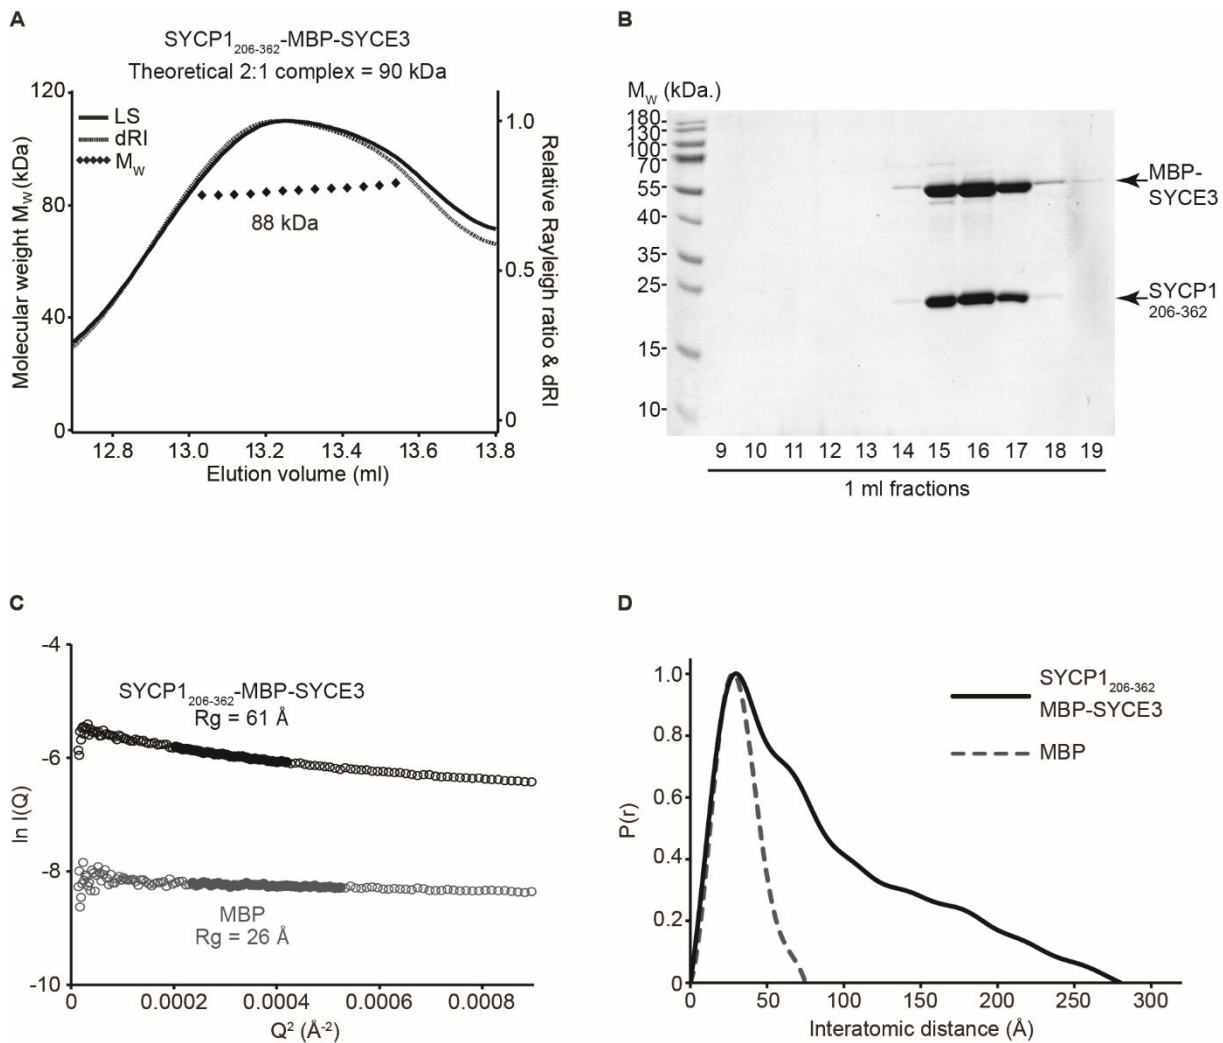 A
SYCP1206-362-MBP-SYCE3
Theoretical 2:1 complex = 90 kDa
120
80
40
0
Molecular weight MW (kDa)
LS
dRI
MW
88 kDa
1.0
0.5
0
Relative Rayleigh ratio & dRI
12.8 13.0 13.2 13.4 13.6 13.8
Elution volume (ml)
B
MW (kDa.)
180-
130-
100-
70-
55-
40-
35-
25-
15-
10-
MBP-
SYCE3
SYCP1
206-362
9 10 11 12 13 14 15 16 17 18 19
1 ml fractions
C
-4
-6
-8
-10
ln I(Q)
SYCP1206-362-MBP-SYCE3
Rg = 61 Å
MBP
Rg = 26 Å
0 0.0002 0.0004 0.0006 0.0008
Q² (Å-²)
D
1.0
0.8
0.6
0.4
0.2
0
P(r)
SYCP1206-362
MBP-SYCE3
MBP
0 50 100 150 200 250 300
Interatomic distance (Å)